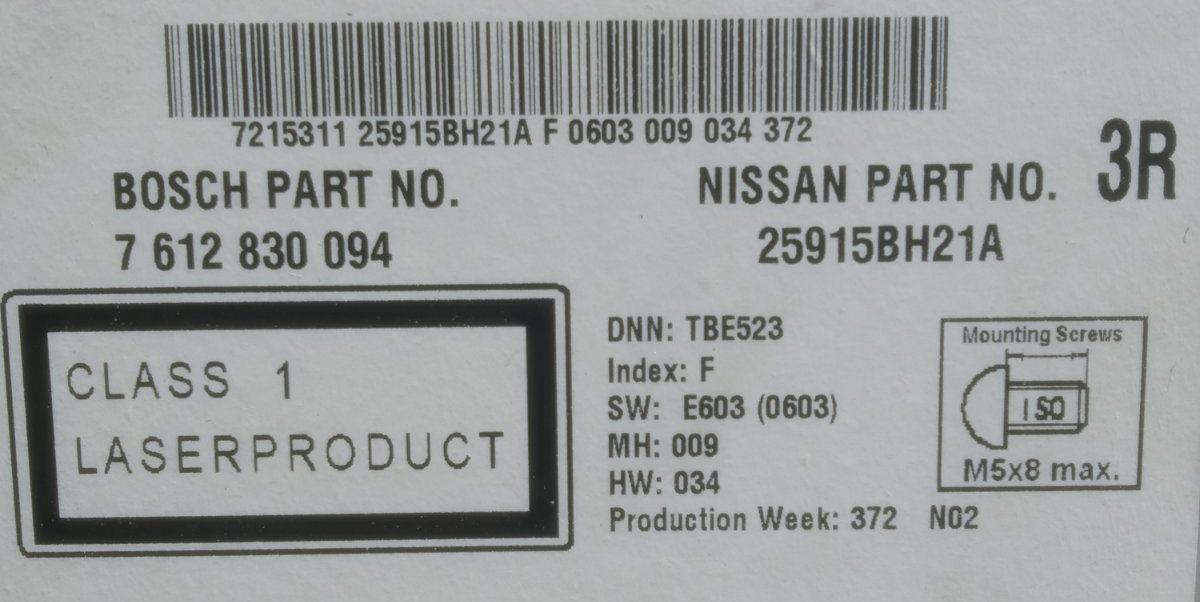 7215311 25915BH21A F 0603 009 034 372
3R
BOSCH PART NO.
7 612 830 094
NISSAN PART NO.
25915BH21A
CLASS 1
LASERPRODUCT
DNN: TBE523
Index: F
SW: E603 (0603)
MH: 009
HW: 034
Production Week: 372 N02
Mounting Screws
ISO
M5x8 max.